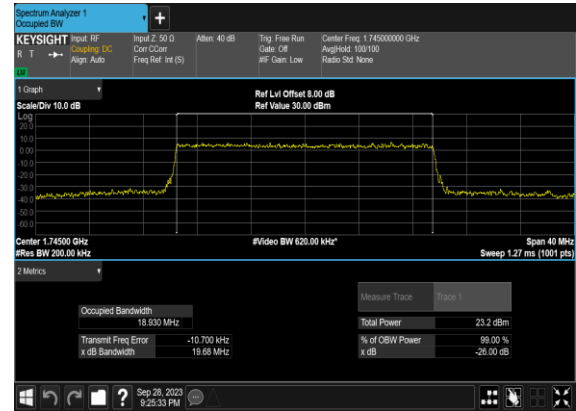 Spectrum Analyzer 1
Occupied BW
+
KEYSIGHT Input: RF Input Z: 50 Ω Atten: 40 dB Trig: Free Run Center Freq: 1.745000000 GHz
R T Coupling: DC Corr CCorr Gate: Off Avg|Hold: 100/100
Align: Auto Freq Ref: Int (S) #IF Gain: Low Radio Std: None
LW
1 Graph
Ref Lvl Offset 8.00 dB
Scale/Div 10.0 dB Ref Value 30.00 dBm
Log
20.0
10.0
0.00
-10.0
-20.0
-30.0
-40.0
-50.0
-60.0
Center 1.74500 GHz #Video BW 620.00 kHz* Span 40 MHz
#Res BW 200.00 kHz Sweep 1.27 ms (1001 pts)
2 Metrics
Measure Trace Trace 1
Occupied Bandwidth
18.930 MHz Total Power 23.2 dBm
Transmit Freq Error -10.700 kHz % of OBW Power 99.00 %
x dB Bandwidth 19.68 MHz x dB -26.00 dB
? Sep 28, 2023
9:25:33 PM